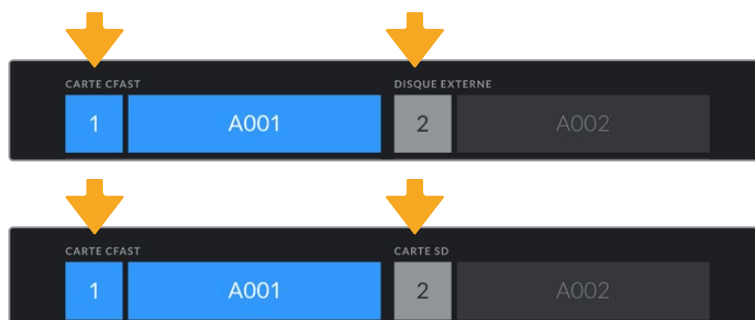 CARTE CFAST DISQUE EXTERNE
1 A001 2 A002
CARTE CFAST CARTE SD
1 A001 2 A002